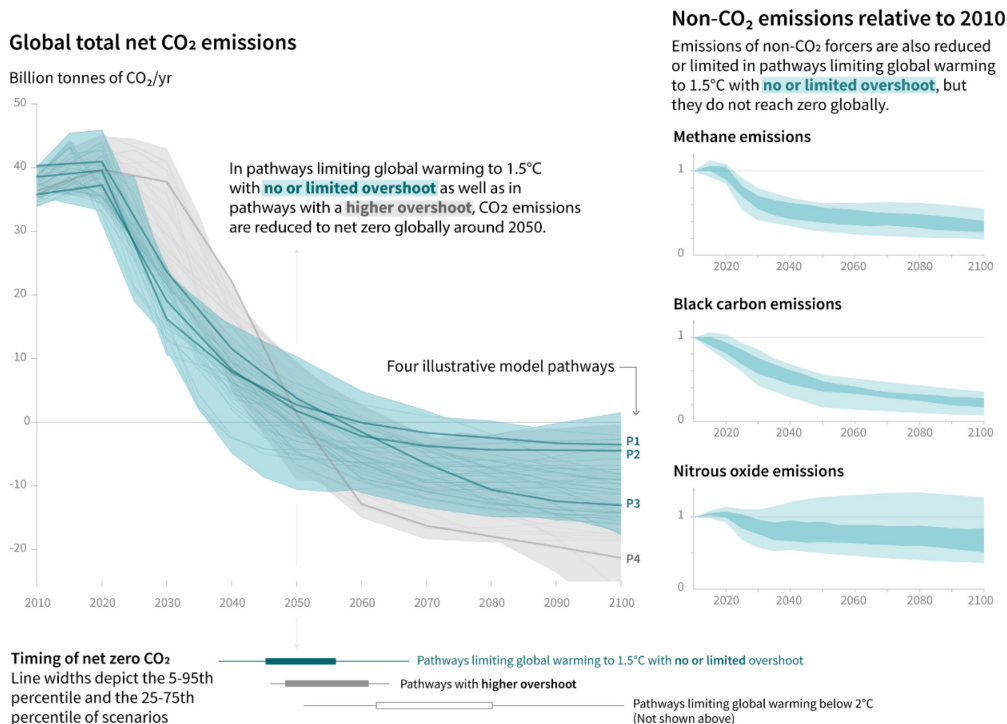 Global total net CO₂ emissions
Billion tonnes of CO₂/yr
50
40
30
20
10
0
-10
-20
2010
2020
2030
2040
2050
2060
2070
2080
2090
2100
In pathways limiting global warming to 1.5°C
with no or limited overshoot as well as in
pathways with a higher overshoot, CO₂ emissions
are reduced to net zero globally around 2050.
Four illustrative model pathways
P1
P2
P3
P4
Timing of net zero CO₂
Line widths depict the 5-95th
percentile and the 25-75th
percentile of scenarios
Pathways limiting global warming to 1.5°C with no or limited overshoot
Pathways with higher overshoot
Pathways limiting global warming below 2°C
(Not shown above)
Non-CO₂ emissions relative to 2010
Emissions of non-CO₂ forcers are also reduced
or limited in pathways limiting global warming
to 1.5°C with no or limited overshoot, but
they do not reach zero globally.
Methane emissions
1
0
2020
2040
2060
2080
2100
Black carbon emissions
1
0
2020
2040
2060
2080
2100
Nitrous oxide emissions
1
0
2020
2040
2060
2080
2100